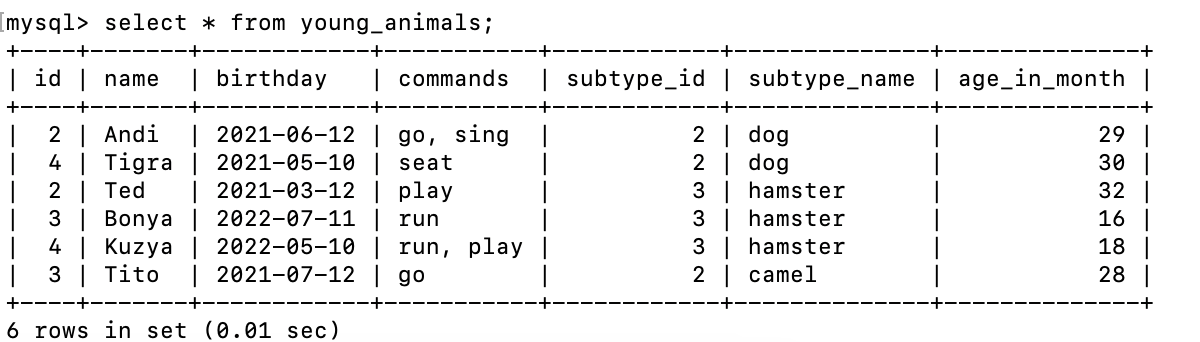 mysql> select * from young_animals;
+----+-------+------------+-----------+------------+--------------+--------------+
| id | name  | birthday   | commands  | subtype_id | subtype_name | age_in_month |
+----+-------+------------+-----------+------------+--------------+--------------+
|  2 | Andi  | 2021-06-12 | go, sing  |          2 | dog          |           29 |
|  4 | Tigra | 2021-05-10 | seat      |          2 | dog          |           30 |
|  2 | Ted   | 2021-03-12 | play      |          3 | hamster      |           32 |
|  3 | Bonya | 2022-07-11 | run       |          3 | hamster      |           16 |
|  4 | Kuzya | 2022-05-10 | run, play |          3 | hamster      |           18 |
|  3 | Tito  | 2021-07-12 | go        |          2 | camel        |           28 |
+----+-------+------------+-----------+------------+--------------+--------------+
6 rows in set (0.01 sec)